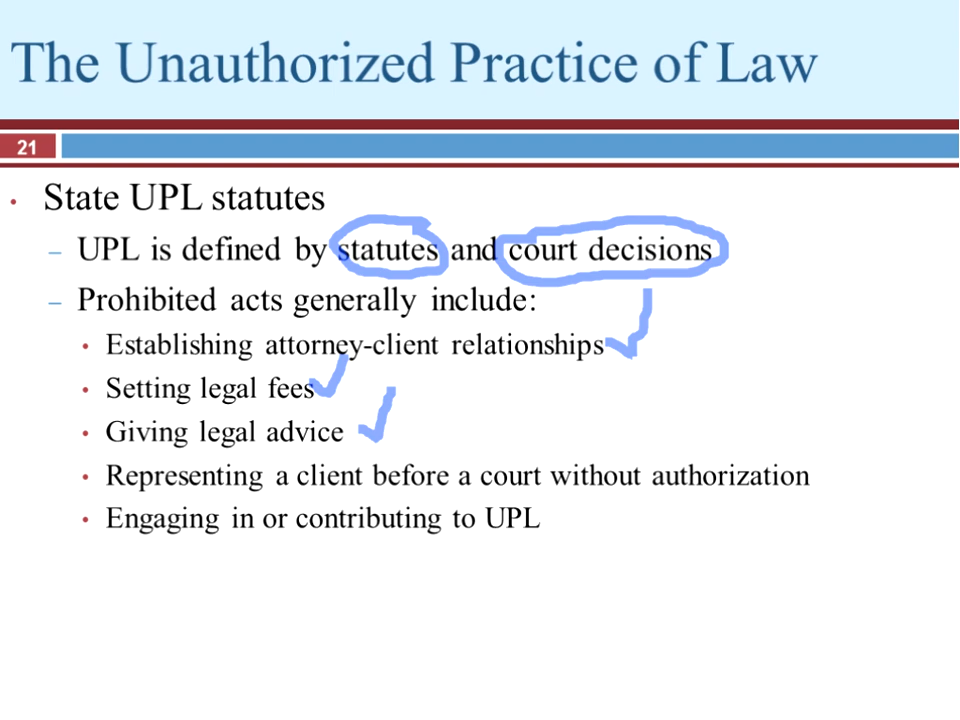 The Unauthorized Practice of Law
21
• State UPL statutes
– UPL is defined by statutes and court decisions
– Prohibited acts generally include:
• Establishing attorney-client relationships
• Setting legal fees
• Giving legal advice
• Representing a client before a court without authorization
• Engaging in or contributing to UPL